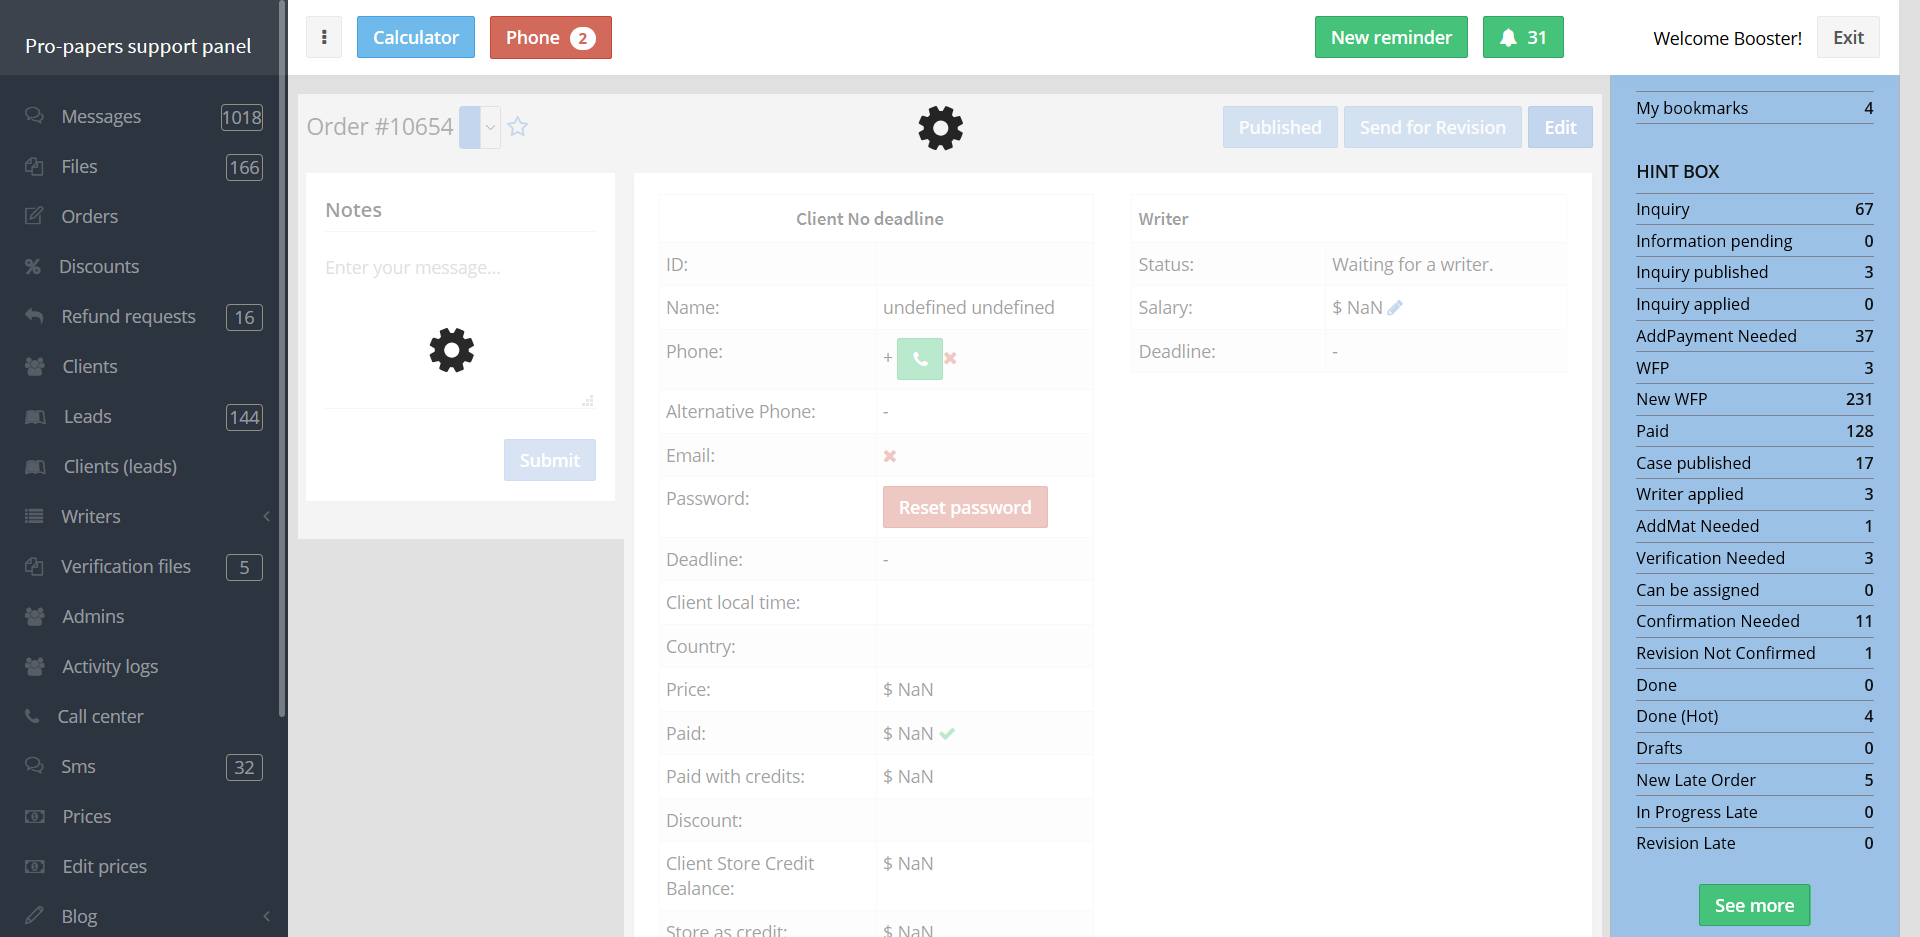 Pro-papers support panel
Calculator
Phone 2
New reminder
31
Welcome Booster!
Exit
Messages 1018
Files 166
Orders
Discounts
Refund requests 16
Clients
Leads 144
Clients (leads)
Writers
Verification files 5
Admins
Activity logs
Call center
Sms 32
Prices
Edit prices
Blog
Order #10654
Published
Send for Revision
Edit
Notes
Enter your message...
Submit
Client No deadline
ID:
Name: undefined undefined
Phone: +
Alternative Phone: -
Email:
Password: Reset password
Deadline: -
Client local time:
Country:
Price: $ NaN
Paid: $ NaN
Paid with credits: $ NaN
Discount:
Client Store Credit
Balance: $ NaN
Store as credit: $ NaN
Writer
Status: Waiting for a writer.
Salary: $ NaN
Deadline: -
My bookmarks 4
HINT BOX
Inquiry 67
Information pending 0
Inquiry published 3
Inquiry applied 0
AddPayment Needed 37
WFP 3
New WFP 231
Paid 128
Case published 17
Writer applied 3
AddMat Needed 1
Verification Needed 3
Can be assigned 0
Confirmation Needed 11
Revision Not Confirmed 1
Done 0
Done (Hot) 4
Drafts 0
New Late Order 5
In Progress Late 0
Revision Late 0
See more